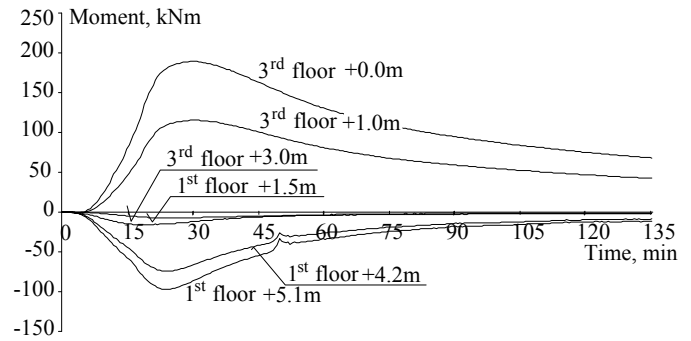 Moment, kNm
250
200
150
100
50
0
-50
-100
-150
3rd floor +0.0m
3rd floor +1.0m
3rd floor +3.0m
1st floor +1.5m
0 15 30 45 60 75 90 105 120 135
Time, min
1st floor +4.2m
1st floor +5.1m